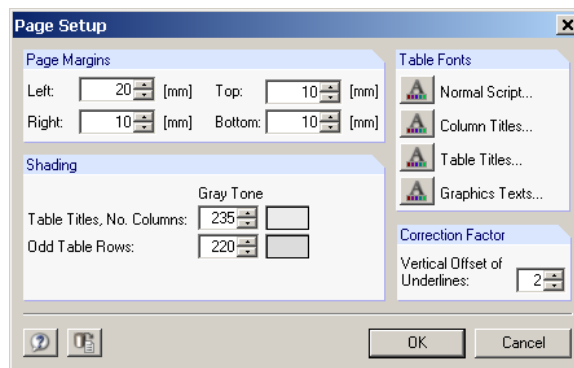 Page Setup
Page Margins
Left: 20 [mm] Top: 10 [mm]
Right: 10 [mm] Bottom: 10 [mm]
Shading
Gray Tone
Table Titles, No. Columns: 235
Odd Table Rows: 220
Table Fonts
Normal Script...
Column Titles...
Table Titles...
Graphics Texts...
Correction Factor
Vertical Offset of
Underlines: 2
OK Cancel